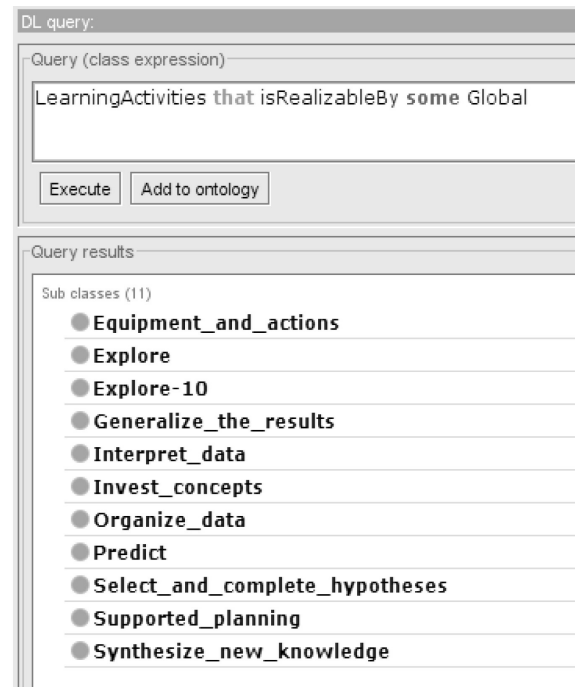 DL query:
Query (class expression)
LearningActivities that isRealizableBy some Global
Execute Add to ontology
Query results
Sub classes (11)
Equipment_and_actions
Explore
Explore-10
Generalize_the_results
Interpret_data
Invest_concepts
Organize_data
Predict
Select_and_complete_hypotheses
Supported_planning
Synthesize_new_knowledge